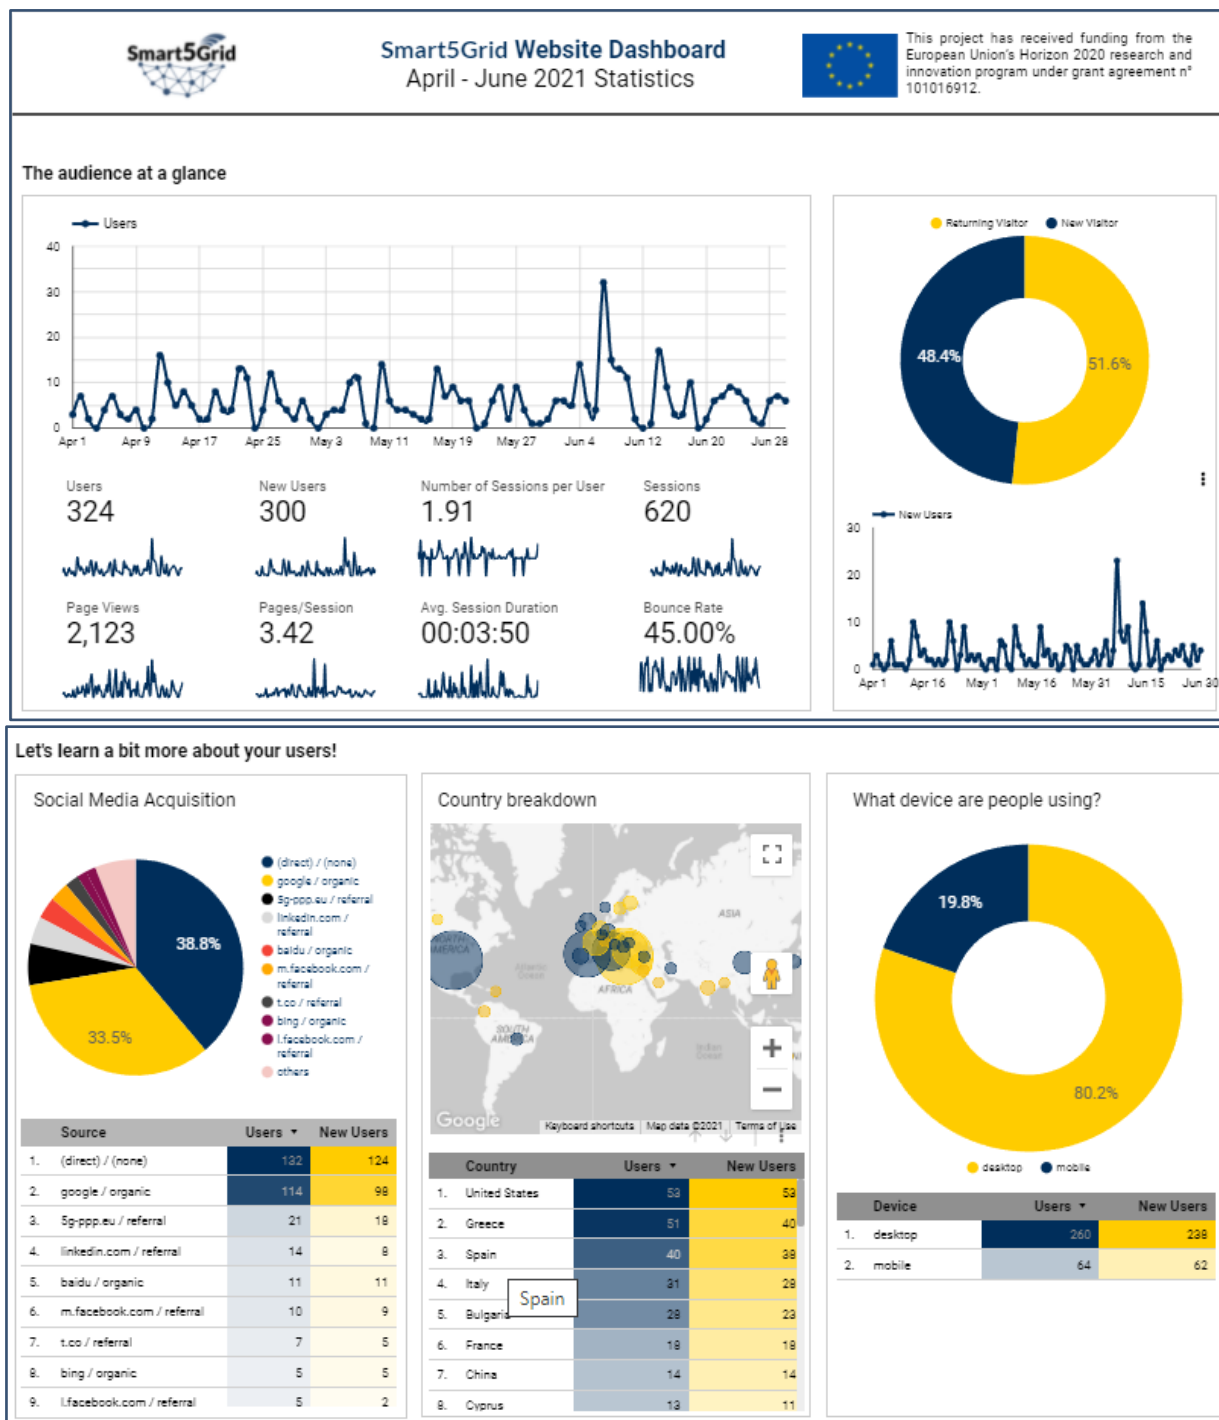 Smart5Grid
Smart5Grid Website Dashboard
April - June 2021 Statistics
This project has received funding from the
European Union's Horizon 2020 research and
innovation program under grant agreement n°
101016912.
The audience at a glance
Users
40
30
20
10
0
Apr 1
Apr 9
Apr 17
Apr 25
May 3
May 11
May 19
May 27
Jun 4
Jun 12
Jun 20
Jun 28
Users
New Users
Number of Sessions per User
Sessions
324
300
1.91
620
Page Views
Pages/Session
Avg. Session Duration
Bounce Rate
2,123
3.42
00:03:50
45.00%
Returning Visitor
New Visitor
48.4%
51.6%
New Users
30
20
10
0
Apr 1
Apr 16
May 1
May 16
May 31
Jun 15
Jun 30
Let's learn a bit more about your users!
Social Media Acquisition
38.8%
33.5%
(direct) / (none)
google / organic
5g-ppp.eu / referral
linkedin.com /
referral
baidu / organic
m.facebook.com /
referral
t.co / referral
bing / organic
l.facebook.com /
referral
others
Source Users New Users
1. (direct) / (none) 132 124
2. google / organic 114 98
3. 5g-ppp.eu / referral 21 18
4. linkedin.com / referral 14 8
5. baidu / organic 11 11
6. m.facebook.com / referral 10 9
7. t.co / referral 7 5
8. bing / organic 5 5
9. l.facebook.com / referral 5 2
Country breakdown
NORTH
AMERICA
Atlantic
Ocean
ASIA
AFRICA
SOUTH
AMERICA
Indian
Ocean
Google
Keyboard shortcuts
Map data ©2021
Terms of Use
Country Users New Users
1. United States 53 53
2. Greece 51 40
3. Spain 40 38
4. Italy 31 28
Spain
5. Bulgaria 28 23
6. France 18 18
7. China 14 14
8. Cyprus 13 11
What device are people using?
19.8%
80.2%
desktop
mobile
Device Users New Users
1. desktop 260 238
2. mobile 64 62